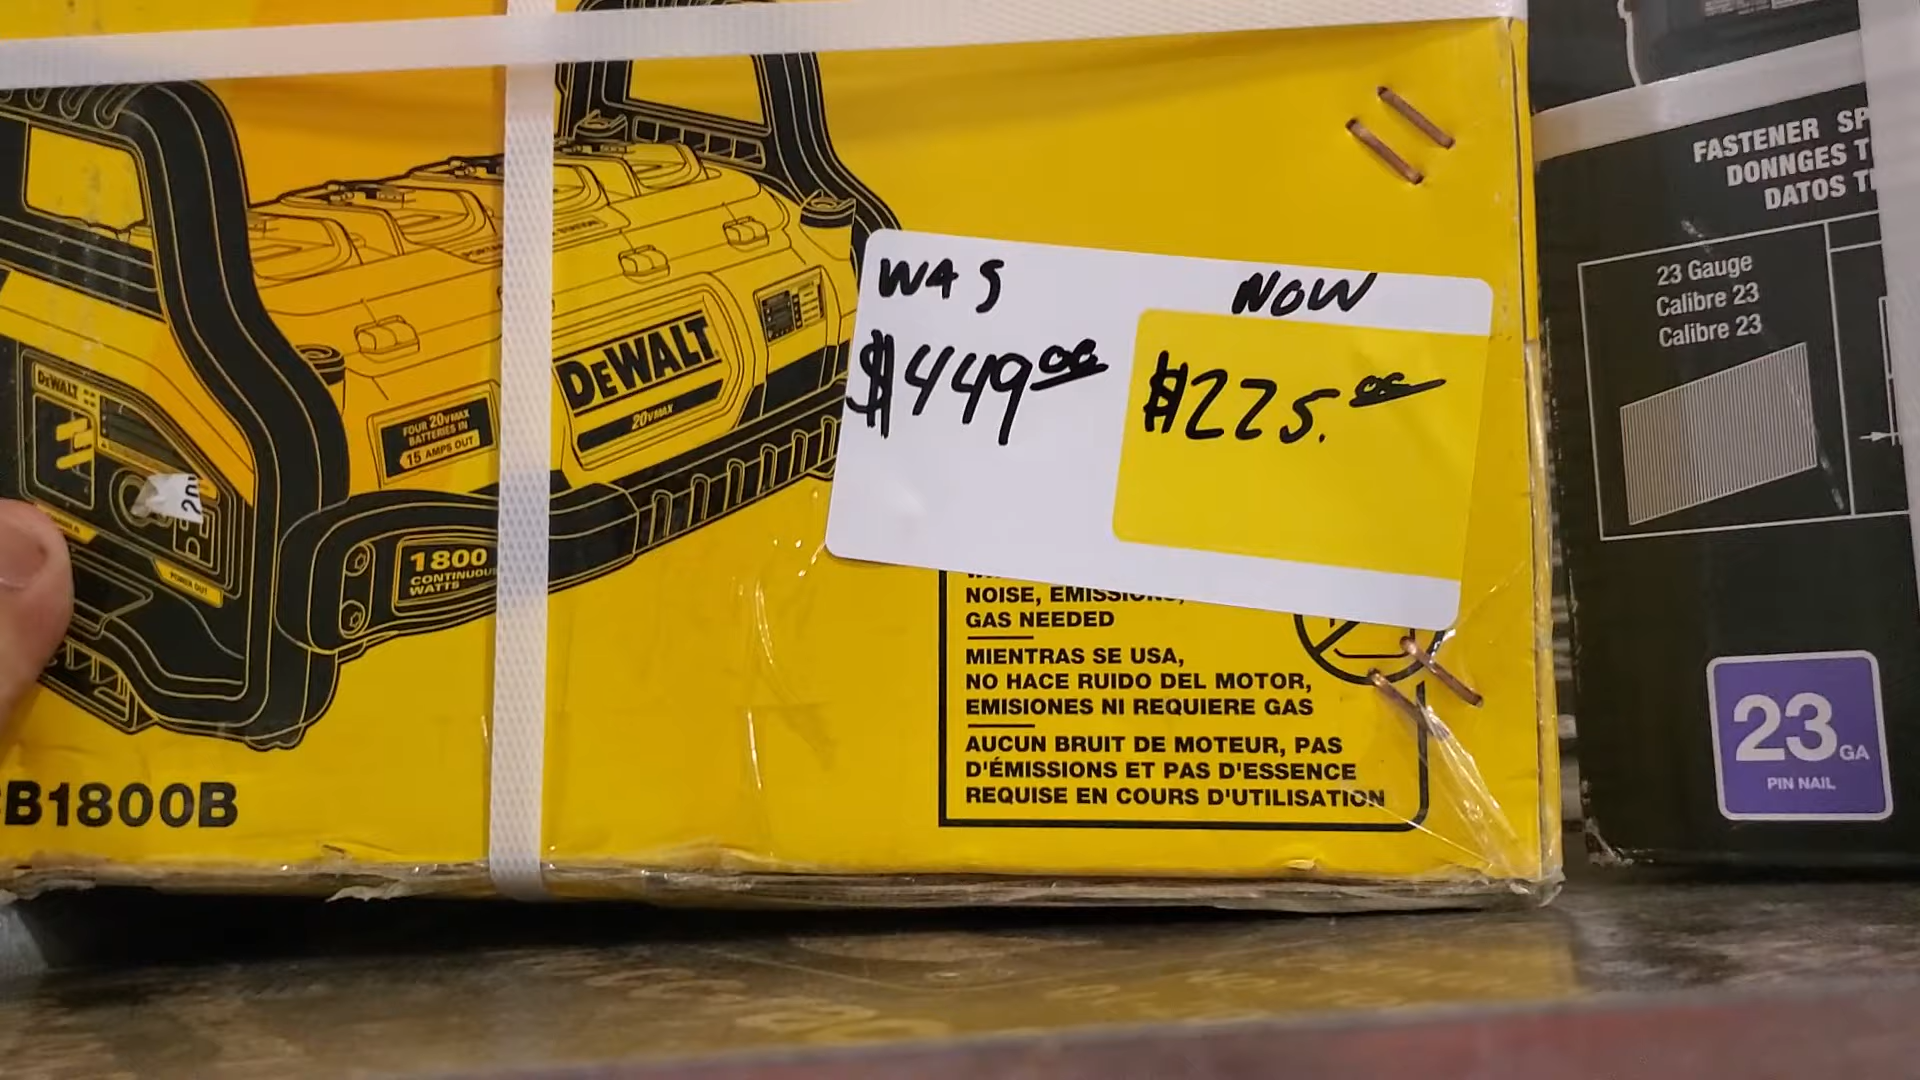 WAS NOW
$449.00 $225.00
DEWALT
20V MAX
DEWALT
FOUR 20V MAX
BATTERIES IN
15 AMPS OUT
POWER OUT
1800
CONTINUOUS
WATTS
B1800B
NOISE, EMISSIONS,
GAS NEEDED
MIENTRAS SE USA,
NO HACE RUIDO DEL MOTOR,
EMISIONES NI REQUIERE GAS
AUCUN BRUIT DE MOTEUR, PAS
D'ÉMISSIONS ET PAS D'ESSENCE
REQUISE EN COURS D'UTILISATION
FASTENER SP
DONNGES T
DATOS T
23 Gauge
Calibre 23
Calibre 23
23 GA
PIN NAIL